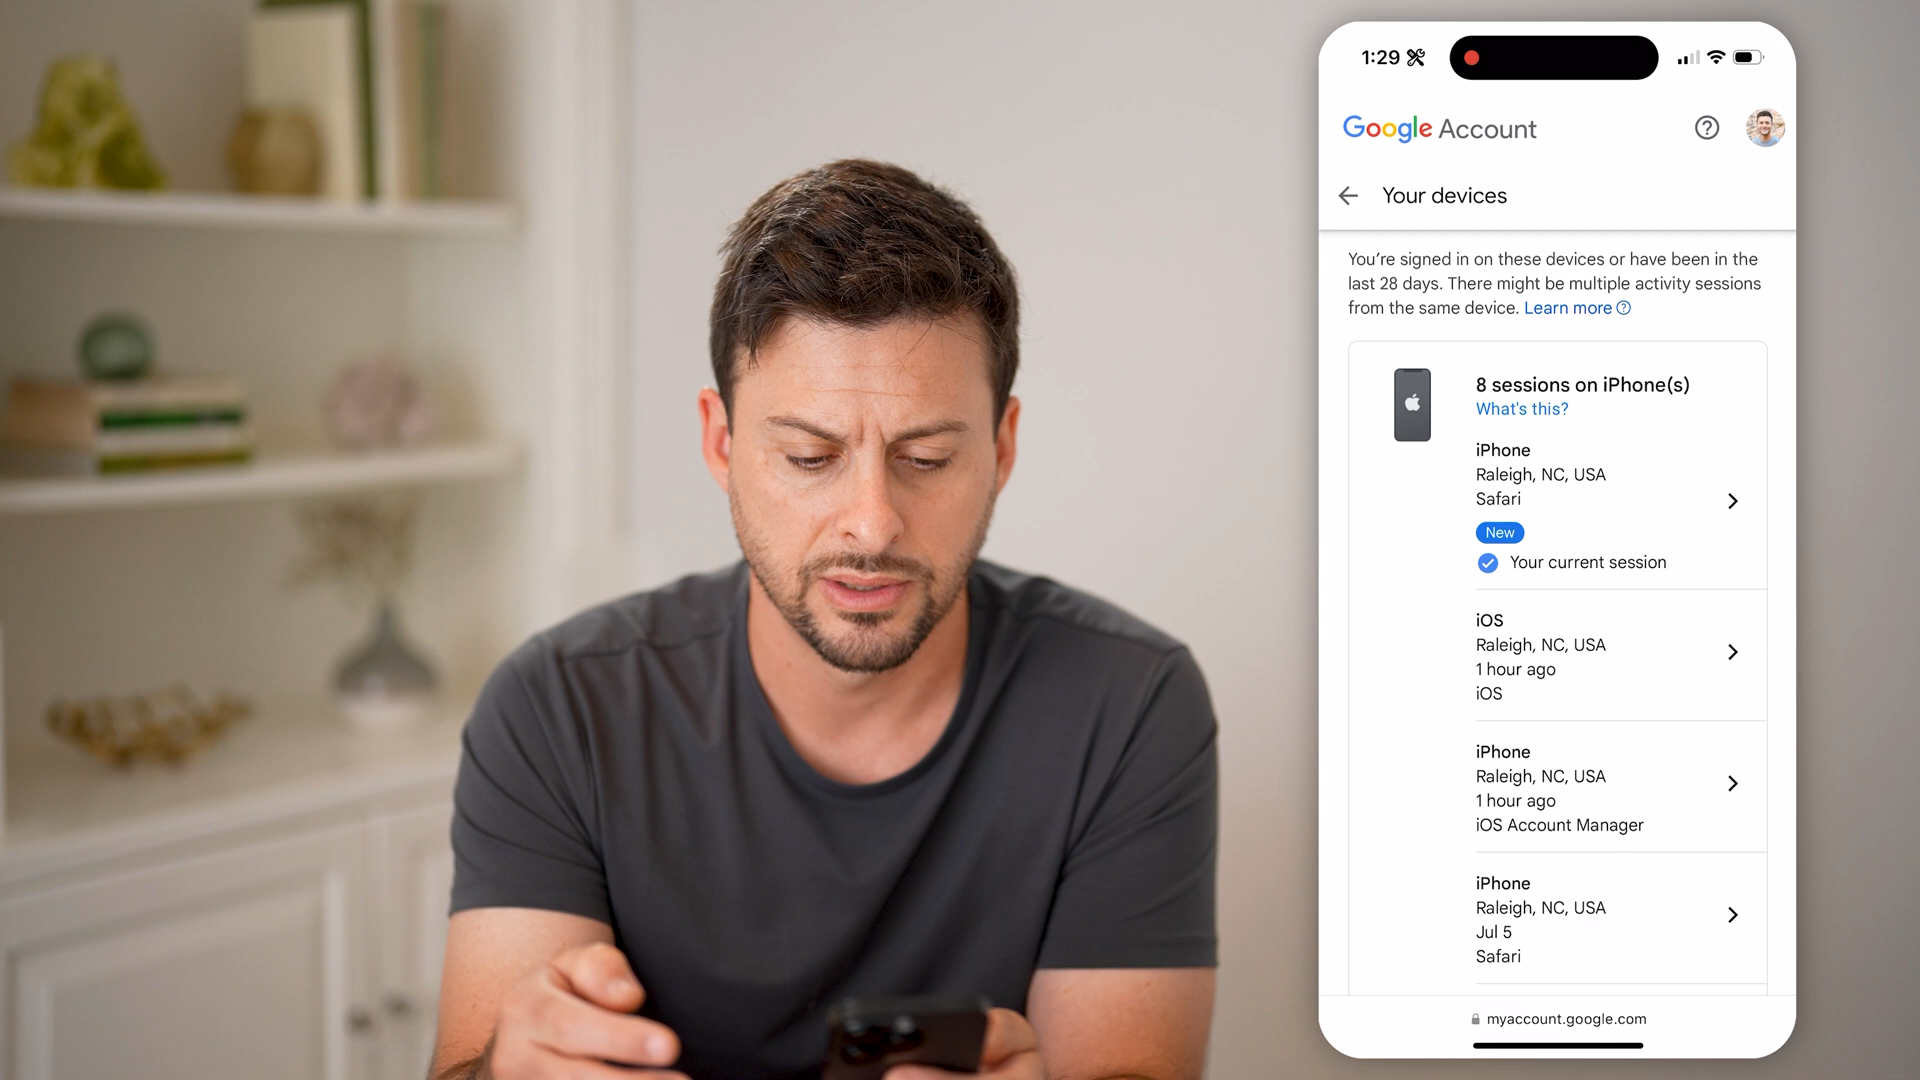 1:29
Google Account
Your devices
You're signed in on these devices or have been in the
last 28 days. There might be multiple activity sessions
from the same device. Learn more
8 sessions on iPhone(s)
What's this?
iPhone
Raleigh, NC, USA
Safari
New
Your current session
iOS
Raleigh, NC, USA
1 hour ago
iOS
iPhone
Raleigh, NC, USA
1 hour ago
iOS Account Manager
iPhone
Raleigh, NC, USA
Jul 5
Safari
myaccount.google.com